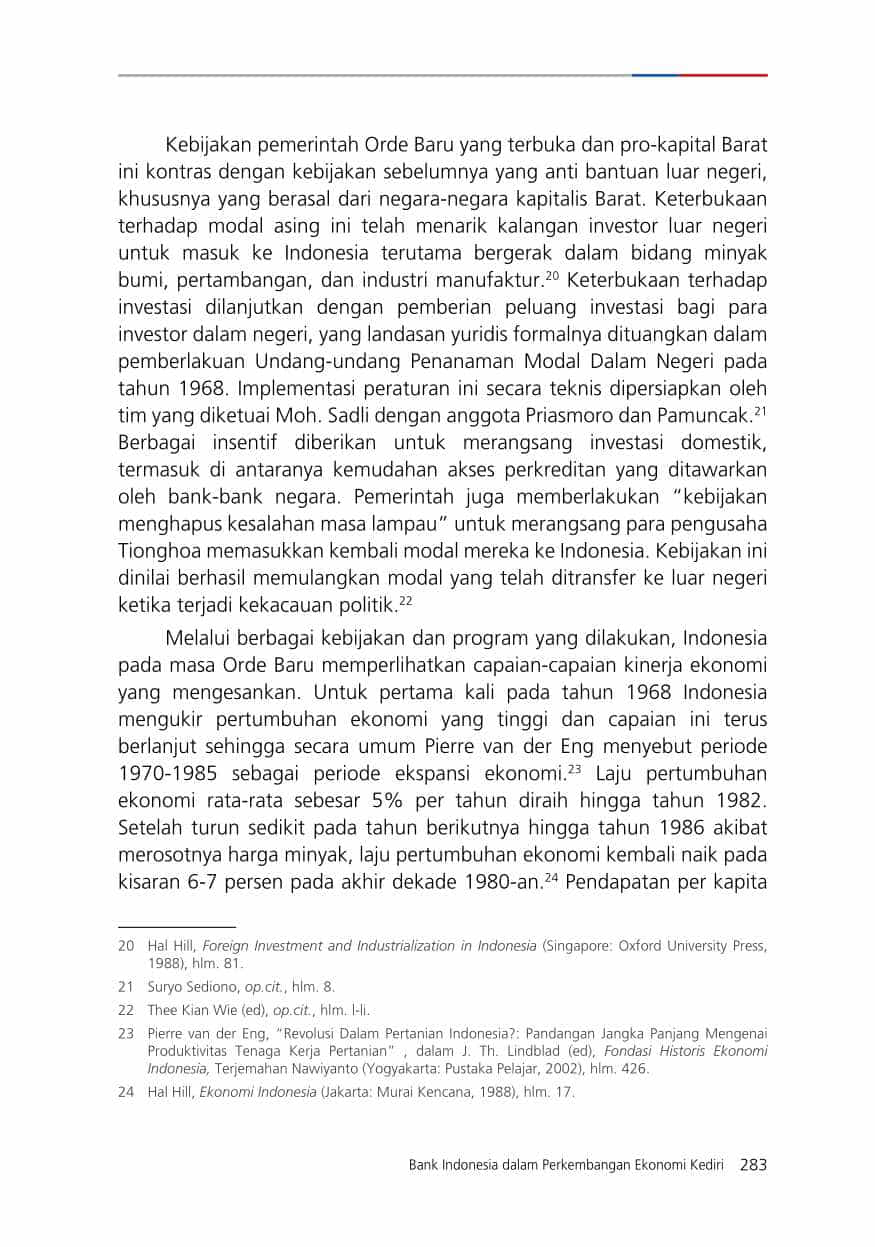 Kebijakan pemerintah Orde Baru yang terbuka dan pro-kapital Barat
ini kontras dengan kebijakan sebelumnya yang anti bantuan luar negeri,
khususnya yang berasal dari negara-negara kapitalis Barat. Keterbukaan
terhadap modal asing ini telah menarik kalangan investor luar negeri
untuk masuk ke Indonesia terutama bergerak dalam bidang minyak
bumi, pertambangan, dan industri manufaktur.20 Keterbukaan terhadap
investasi dilanjutkan dengan pemberian peluang investasi bagi para
investor dalam negeri, yang landasan yuridis formalnya dituangkan dalam
pemberlakuan Undang-undang Penanaman Modal Dalam Negeri pada
tahun 1968. Implementasi peraturan ini secara teknis dipersiapkan oleh
tim yang diketuai Moh. Sadli dengan anggota Priasmoro dan Pamuncak.21
Berbagai insentif diberikan untuk merangsang investasi domestik,
termasuk di antaranya kemudahan akses perkreditan yang ditawarkan
oleh bank-bank negara. Pemerintah juga memberlakukan “kebijakan
menghapus kesalahan masa lampau” untuk merangsang para pengusaha
Tionghoa memasukkan kembali modal mereka ke Indonesia. Kebijakan ini
dinilai berhasil memulangkan modal yang telah ditransfer ke luar negeri
ketika terjadi kekacauan politik.22
Melalui berbagai kebijakan dan program yang dilakukan, Indonesia
pada masa Orde Baru memperlihatkan capaian-capaian kinerja ekonomi
yang mengesankan. Untuk pertama kali pada tahun 1968 Indonesia
mengukir pertumbuhan ekonomi yang tinggi dan capaian ini terus
berlanjut sehingga secara umum Pierre van der Eng menyebut periode
1970-1985 sebagai periode ekspansi ekonomi.23 Laju pertumbuhan
ekonomi rata-rata sebesar 5% per tahun diraih hingga tahun 1982.
Setelah turun sedikit pada tahun berikutnya hingga tahun 1986 akibat
merosotnya harga minyak, laju pertumbuhan ekonomi kembali naik pada
kisaran 6-7 persen pada akhir dekade 1980-an.24 Pendapatan per kapita
20 Hal Hill, Foreign Investment and Industrialization in Indonesia (Singapore: Oxford University Press,
1988), hlm. 81.
21 Suryo Sediono, op.cit., hlm. 8.
22 Thee Kian Wie (ed), op.cit., hlm. l-li.
23 Pierre van der Eng, “Revolusi Dalam Pertanian Indonesia?: Pandangan Jangka Panjang Mengenai
Produktivitas Tenaga Kerja Pertanian” , dalam J. Th. Lindblad (ed), Fondasi Historis Ekonomi
Indonesia, Terjemahan Nawiyanto (Yogyakarta: Pustaka Pelajar, 2002), hlm. 426.
24 Hal Hill, Ekonomi Indonesia (Jakarta: Murai Kencana, 1988), hlm. 17.
Bank Indonesia dalam Perkembangan Ekonomi Kediri 283